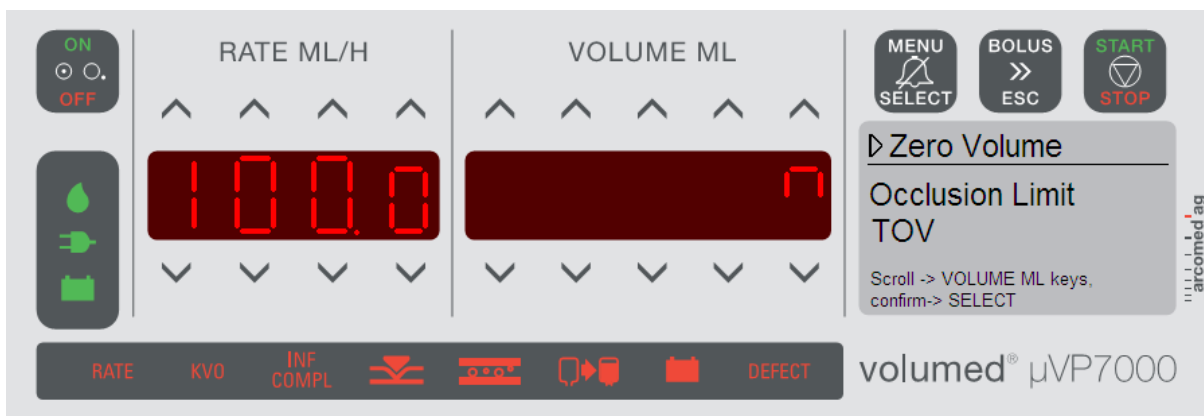 ON
OFF
RATE ML/H
VOLUME ML
MENU
SELECT
BOLUS
ESC
START
STOP
100.0
n
Zero Volume
Occlusion Limit
TOV
Scroll -> VOLUME ML keys,
confirm-> SELECT
arcomed ag
RATE
KVO
INF
COMPL
DEFECT
volumed® µVP7000